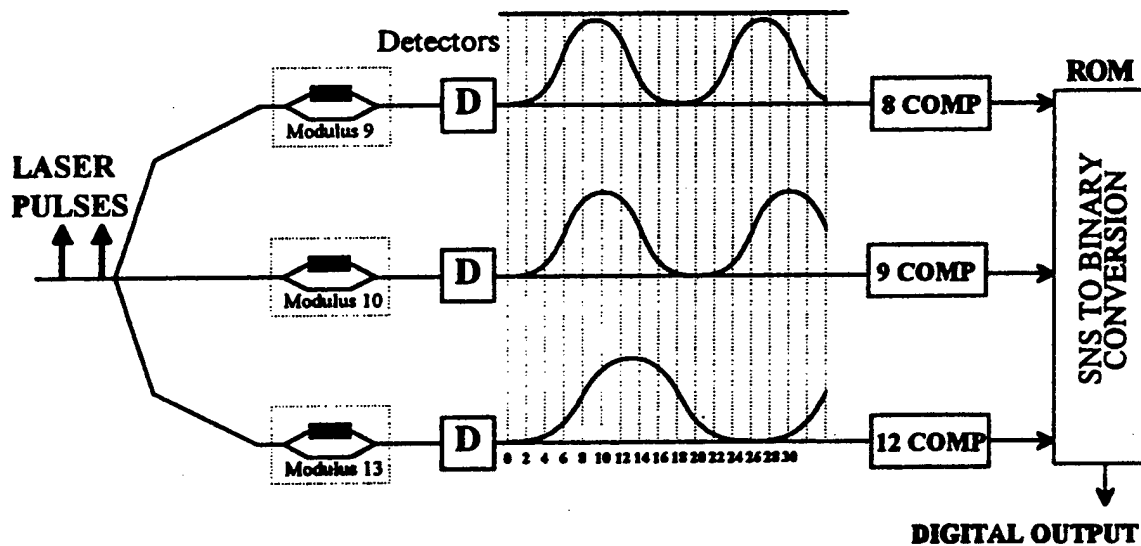 Detectors
D
8 COMP
ROM
Modulus 9
LASER
PULSES
D
9 COMP
Modulus 10
SNS TO BINARY
CONVERSION
D
12 COMP
Modulus 13
0 2 4 6 8 10 12 14 16 18 20 22 24 26 28 30
DIGITAL OUTPUT